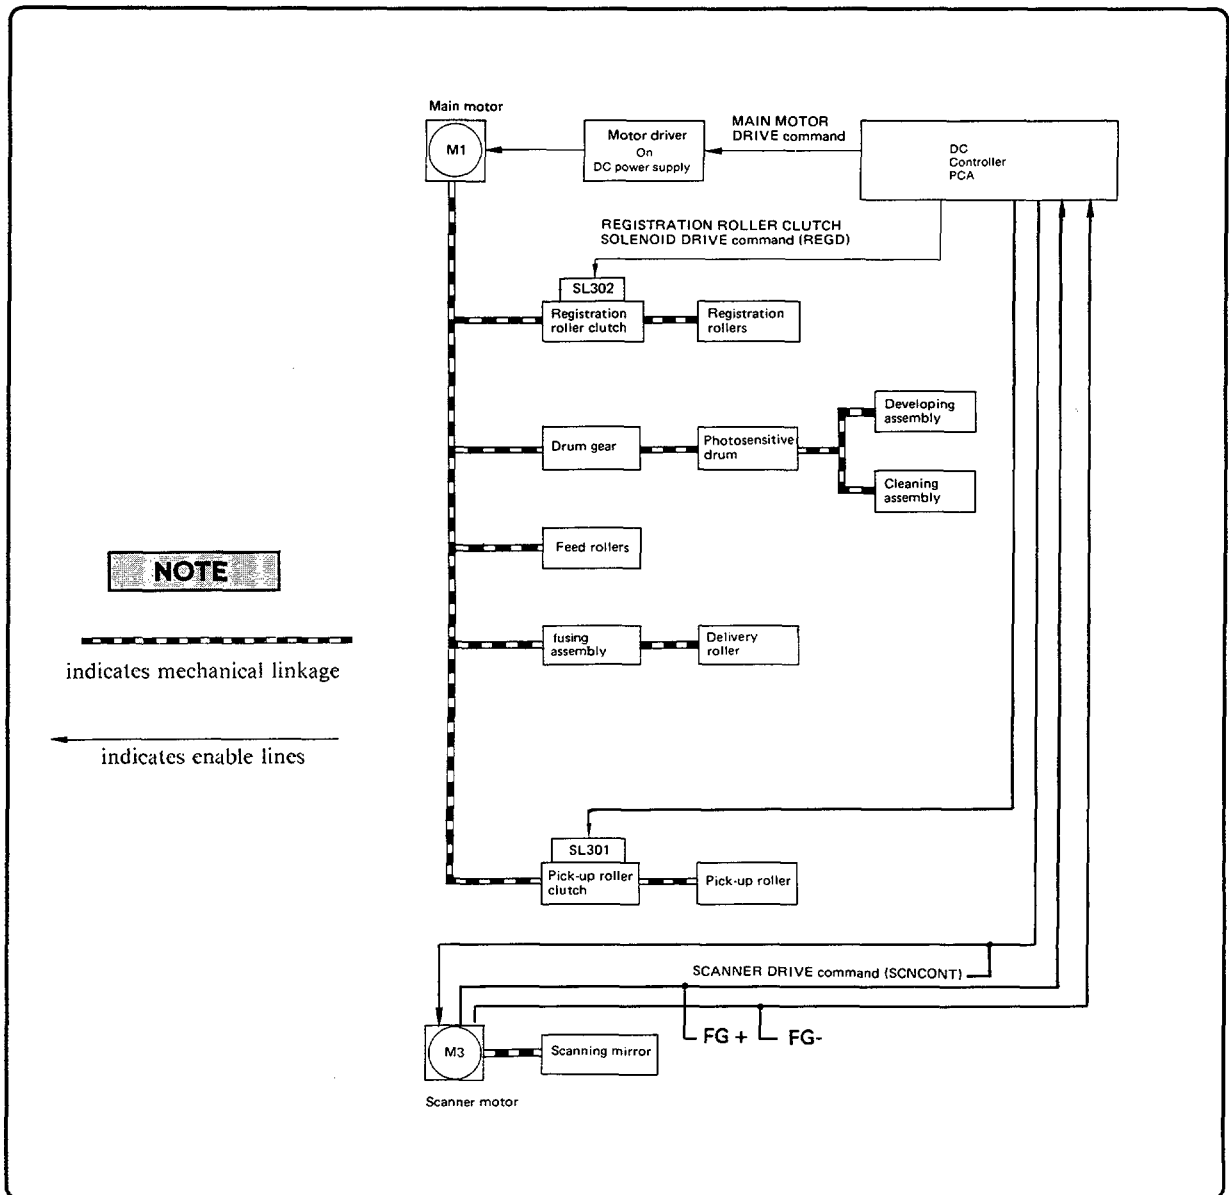 Main motor
M1
Motor driver
On
DC power supply
MAIN MOTOR
DRIVE command
DC
Controller
PCA
REGISTRATION ROLLER CLUTCH
SOLENOID DRIVE command (REGD)
SL302
Registration
roller clutch
Registration
rollers
Developing
assembly
Drum gear
Photosensitive
drum
Cleaning
assembly
Feed rollers
NOTE
fusing
assembly
Delivery
roller
indicates mechanical linkage
indicates enable lines
SL301
Pick-up roller
clutch
Pick-up roller
SCANNER DRIVE command (SCNCONT)
FG +
FG-
M3
Scanning mirror
Scanner motor